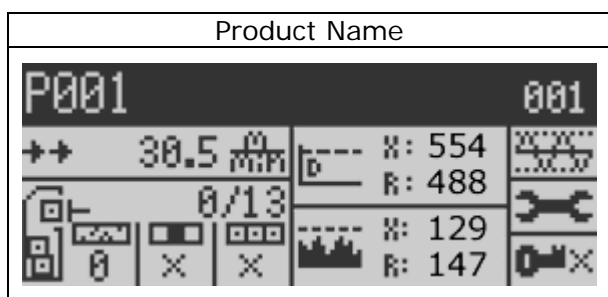 Product Name
P001 001
30.5 m/min
D X: 554
R: 488
0/13
X: 129
0 × × R: 147
×